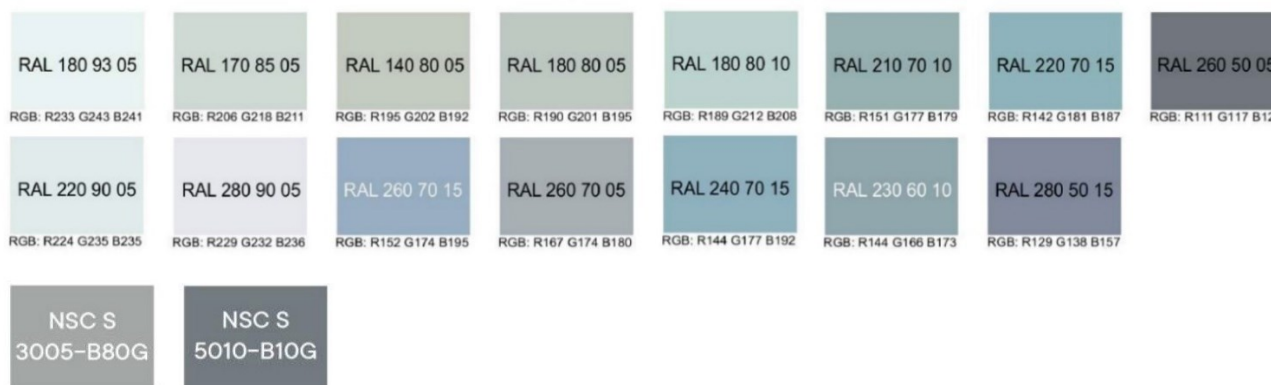 RAL 180 93 05
RGB: R233 G243 B241
RAL 170 85 05
RGB: R206 G218 B211
RAL 140 80 05
RGB: R195 G202 B192
RAL 180 80 05
RGB: R190 G201 B195
RAL 180 80 10
RGB: R189 G212 B208
RAL 210 70 10
RGB: R151 G177 B179
RAL 220 70 15
RGB: R142 G181 B187
RAL 260 50 05
RGB: R111 G117 B12
RAL 220 90 05
RGB: R224 G235 B235
RAL 280 90 05
RGB: R229 G232 B236
RAL 260 70 15
RGB: R152 G174 B195
RAL 260 70 05
RGB: R167 G174 B180
RAL 240 70 15
RGB: R144 G177 B192
RAL 230 60 10
RGB: R144 G166 B173
RAL 280 50 15
RGB: R129 G138 B157
NSC S
3005-B80G
NSC S
5010-B10G